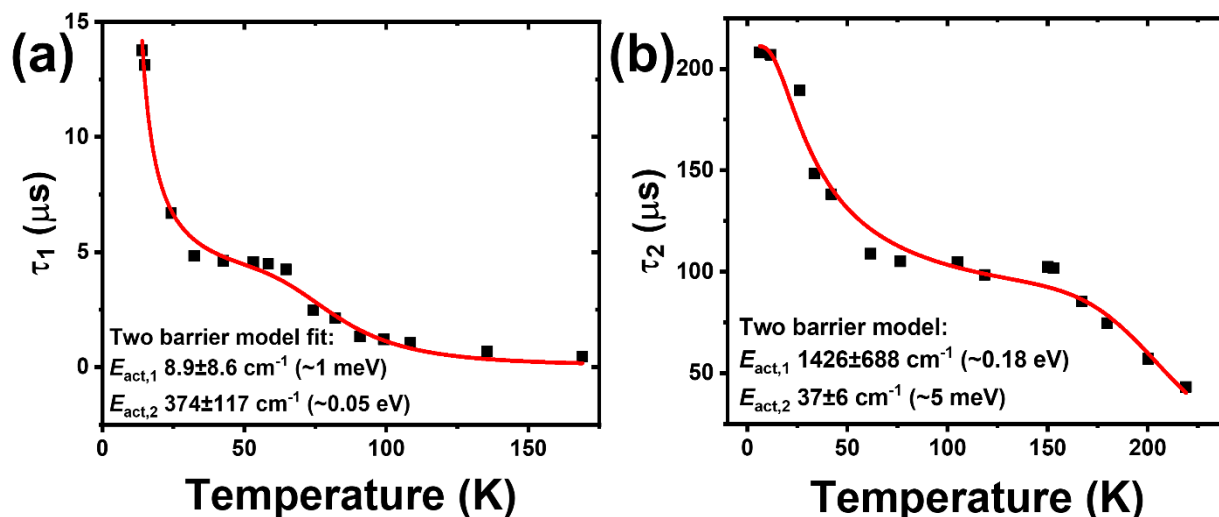 (a)
15
10
5
0
τ1 (μs)
Two barrier model fit:
Eact,1 8.9±8.6 cm-1 (~1 meV)
Eact,2 374±117 cm-1 (~0.05 eV)
0 50 100 150
Temperature (K)
(b)
200
150
100
50
τ2 (μs)
Two barrier model:
Eact,1 1426±688 cm-1 (~0.18 eV)
Eact,2 37±6 cm-1 (~5 meV)
0 50 100 150 200
Temperature (K)